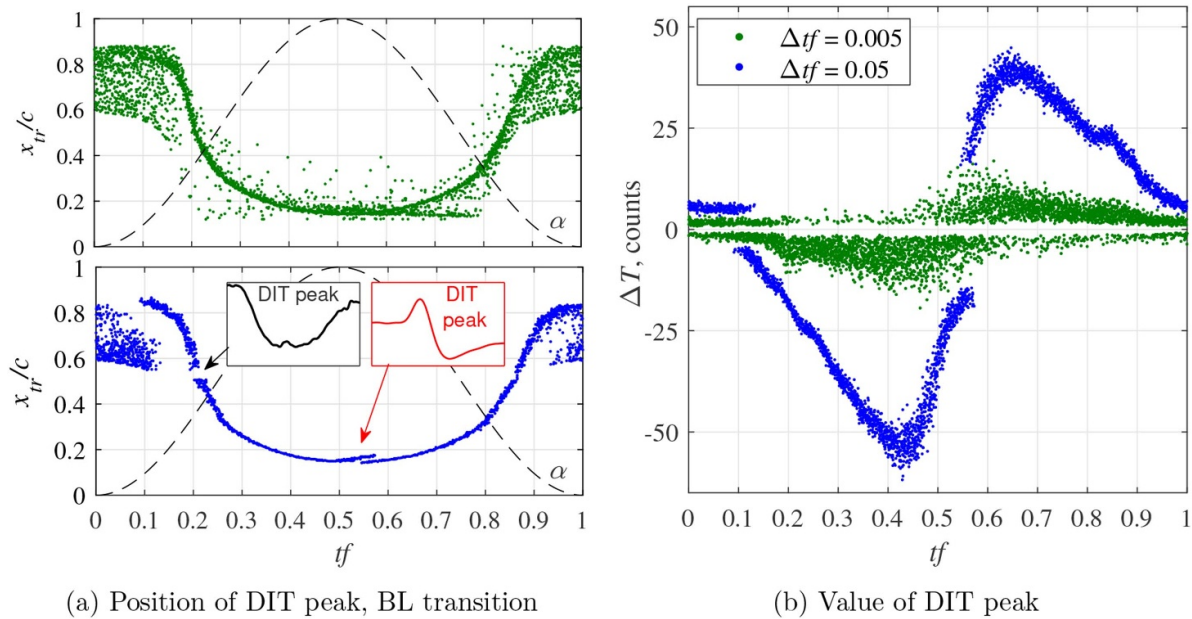 1
0.8
0.6
0.4
0.2
0
x_tr/c
α
1
0.8
0.6
0.4
0.2
0
x_tr/c
DIT peak
DIT
peak
α
0 0.1 0.2 0.3 0.4 0.5 0.6 0.7 0.8 0.9 1
tf
(a) Position of DIT peak, BL transition
50
25
0
-25
-50
ΔT, counts
Δtf = 0.005
Δtf = 0.05
0 0.1 0.2 0.3 0.4 0.5 0.6 0.7 0.8 0.9 1
tf
(b) Value of DIT peak